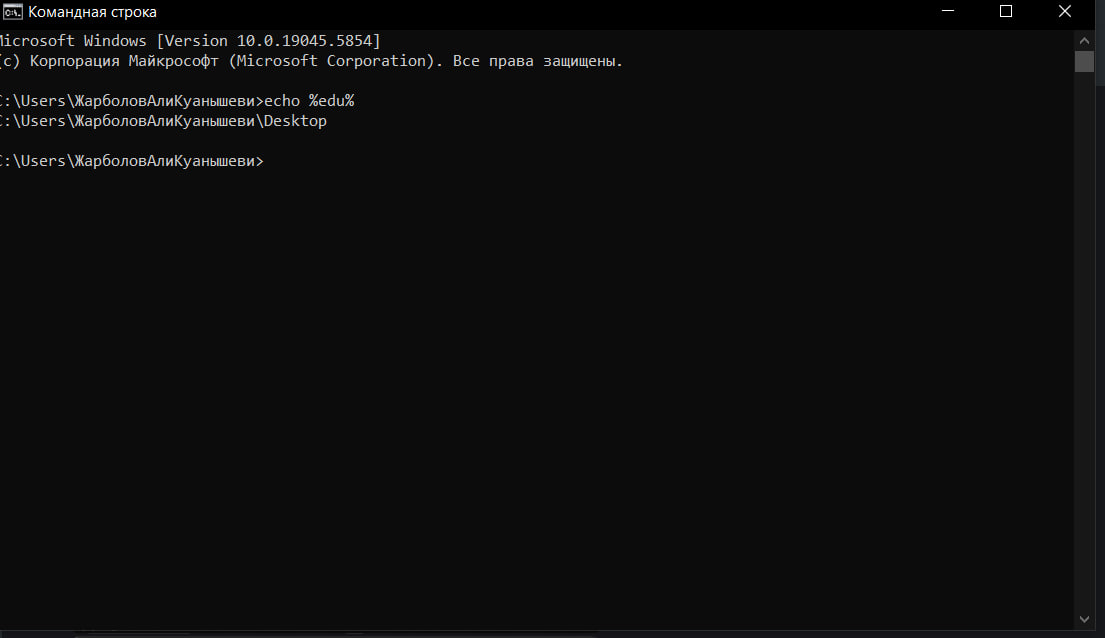 Командная строка
Microsoft Windows [Version 10.0.19045.5854]
(c) Корпорация Майкрософт (Microsoft Corporation). Все права защищены.
C:\Users\ЖарболовАлиКуанышеви>echo %edu%
C:\Users\ЖарболовАлиКуанышеви\Desktop
C:\Users\ЖарболовАлиКуанышеви>